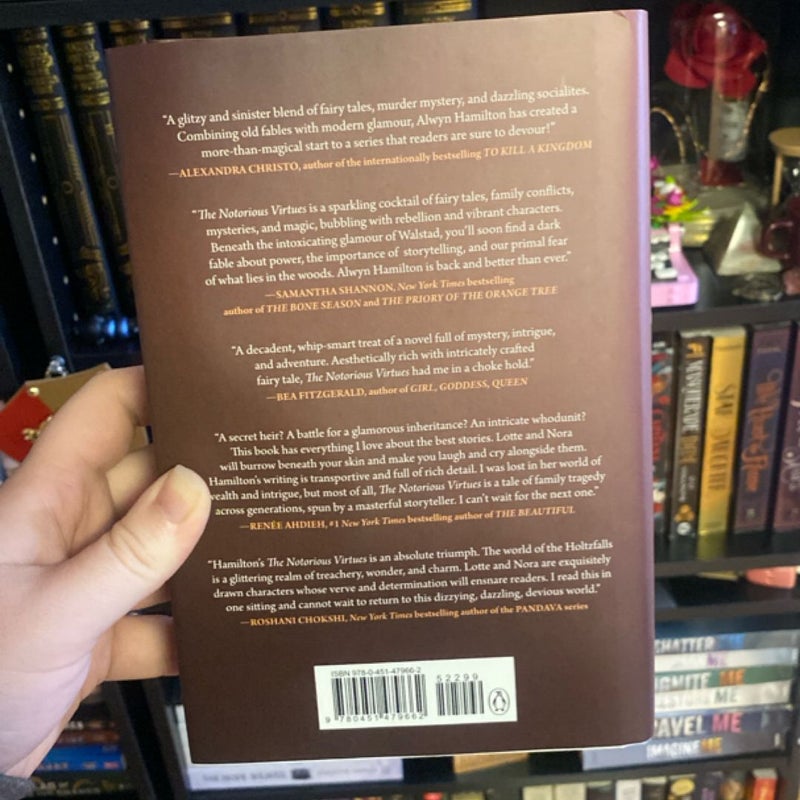 "A glitzy and sinister blend of fairy tales, murder mystery, and dazzling socialites.
Combining old fables with modern glamour, Alwyn Hamilton has created a
more-than-magical start to a series that readers are sure to devour!"
—ALEXANDRA CHRISTO, author of the internationally bestselling TO KILL A KINGDOM
"The Notorious Virtues is a sparkling cocktail of fairy tales, family conflicts,
mysteries, and magic, bubbling with rebellion and vibrant characters.
Beneath the intoxicating glamour of Walstad, you'll soon find a dark
fable about power, the importance of storytelling, and our primal fear
of what lies in the woods. Alwyn Hamilton is back and better than ever."
—SAMANTHA SHANNON, New York Times bestselling
author of THE BONE SEASON and THE PRIORY OF THE ORANGE TREE
"A decadent, whip-smart treat of a novel full of mystery, intrigue,
and adventure. Aesthetically rich with intricately crafted
fairy tale, The Notorious Virtues had me in a choke hold."
—BEA FITZGERALD, author of GIRL, GODDESS, QUEEN
"A secret heir? A battle for a glamorous inheritance? An intricate whodunit?
This book has everything I love about the best stories. Lotte and Nora
will burrow beneath your skin and make you laugh and cry alongside them.
Hamilton's writing is transportive and full of rich detail. I was lost in her world of
wealth and intrigue, but most of all, The Notorious Virtues is a tale of family tragedy
across generations, spun by a masterful storyteller. I can't wait for the next one."
—RENÉE AHDIEH, #1 New York Times bestselling author of THE BEAUTIFUL
"Hamilton's The Notorious Virtues is an absolute triumph. The world of the Holtzfalls
is a glittering realm of treachery, wonder, and charm. Lotte and Nora are exquisitely
drawn characters whose verve and determination will ensnare readers. I read this in
one sitting and cannot wait to return to this dizzying, dazzling, devious world."
—ROSHANI CHOKSHI, New York Times bestselling author of the PANDAVA series
ISBN 978-0-451-47966-2
52299
9 780451 479662
SHATTER ME
IGNITE ME
RESTORE ME
IMAGINE ME